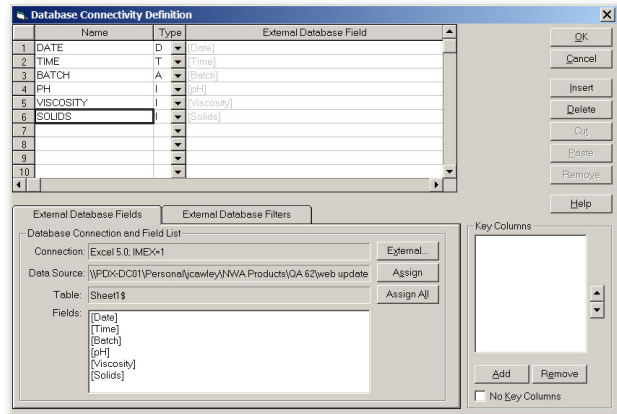 Database Connectivity Definition
Name Type External Database Field
1 DATE D [Date]
2 TIME T [Time]
3 BATCH A [Batch]
4 PH I [pH]
5 VISCOSITY I [Viscosity]
6 SOLIDS I [Solids]
7
8
9
10
OK
Cancel
Insert
Delete
Cut
Paste
Remove
Help
External Database Fields External Database Filters
Database Connection and Field List
Connection: Excel 5.0; IMEX=1 External...
Data Source: \\PDX-DC01\Personal\jcawley\NWA Products\QA 62\web update Assign
Table: Sheet1$ Assign All
Fields: [Date]
[Time]
[Batch]
[pH]
[Viscosity]
[Solids]
Key Columns
Add Remove
No Key Columns